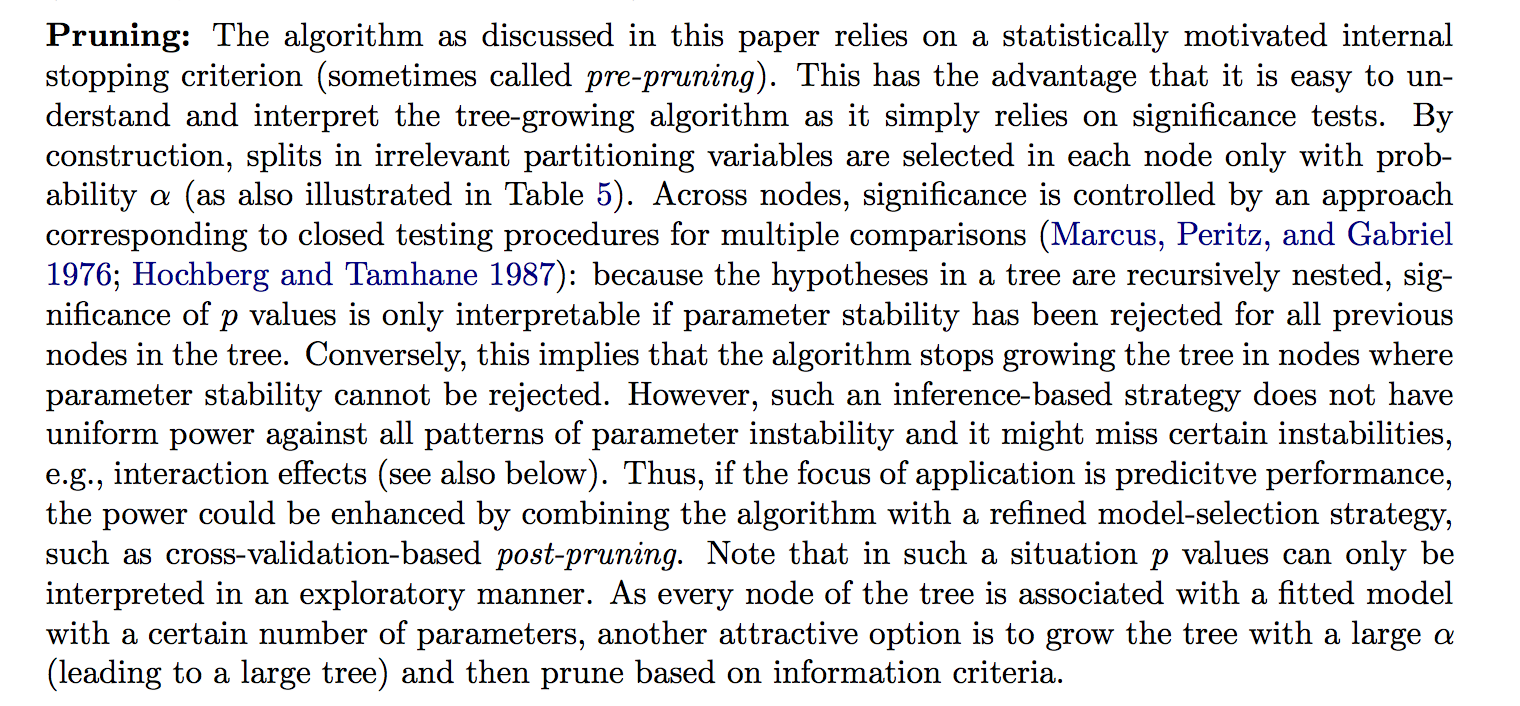 Pruning: The algorithm as discussed in this paper relies on a statistically motivated internal
stopping criterion (sometimes called pre-pruning). This has the advantage that it is easy to un-
derstand and interpret the tree-growing algorithm as it simply relies on significance tests. By
construction, splits in irrelevant partitioning variables are selected in each node only with prob-
ability α (as also illustrated in Table 5). Across nodes, significance is controlled by an approach
corresponding to closed testing procedures for multiple comparisons (Marcus, Peritz, and Gabriel
1976; Hochberg and Tamhane 1987): because the hypotheses in a tree are recursively nested, sig-
nificance of p values is only interpretable if parameter stability has been rejected for all previous
nodes in the tree. Conversely, this implies that the algorithm stops growing the tree in nodes where
parameter stability cannot be rejected. However, such an inference-based strategy does not have
uniform power against all patterns of parameter instability and it might miss certain instabilities,
e.g., interaction effects (see also below). Thus, if the focus of application is predicitve performance,
the power could be enhanced by combining the algorithm with a refined model-selection strategy,
such as cross-validation-based post-pruning. Note that in such a situation p values can only be
interpreted in an exploratory manner. As every node of the tree is associated with a fitted model
with a certain number of parameters, another attractive option is to grow the tree with a large α
(leading to a large tree) and then prune based on information criteria.